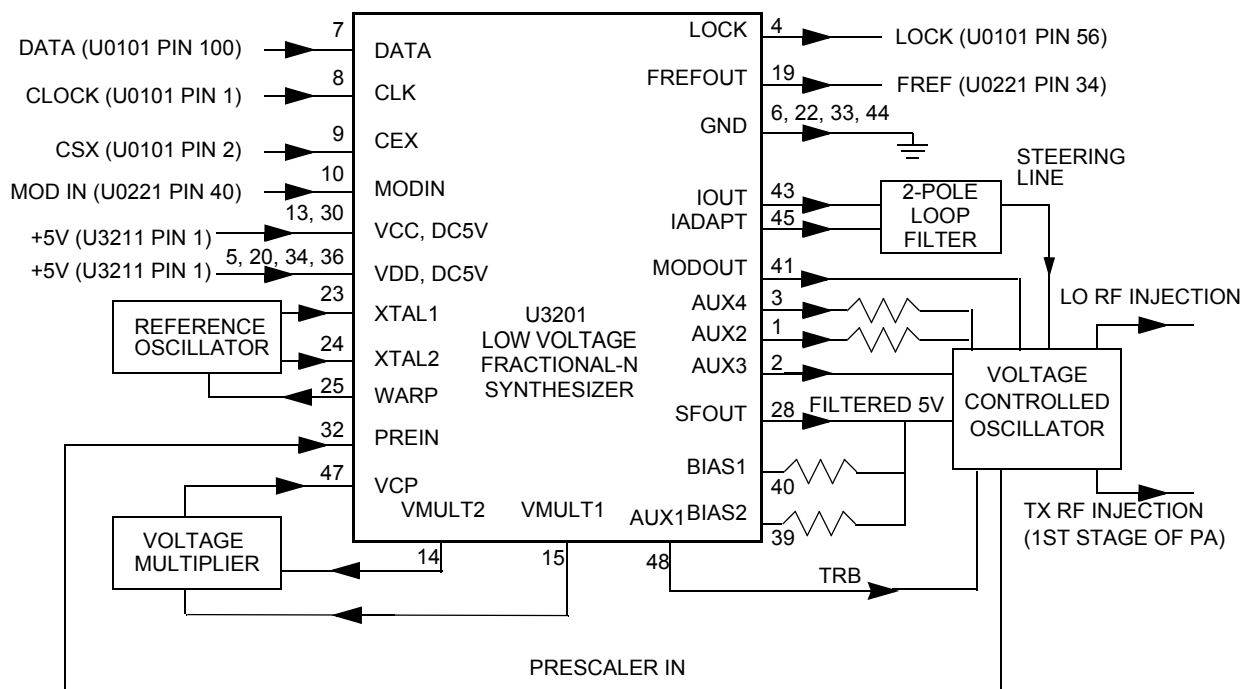 DATA (U0101 PIN 100)
7
DATA
CLOCK (U0101 PIN 1)
8
CLK
CSX (U0101 PIN 2)
9
CEX
MOD IN (U0221 PIN 40)
10
MODIN
+5V (U3211 PIN 1)
13, 30
VCC, DC5V
+5V (U3211 PIN 1)
5, 20, 34, 36
VDD, DC5V
REFERENCE
OSCILLATOR
23
XTAL1
24
XTAL2
25
WARP
32
PREIN
47
VCP
VOLTAGE
MULTIPLIER
VMULT2
14
VMULT1
15
AUX1
48
TRB
U3201
LOW VOLTAGE
FRACTIONAL-N
SYNTHESIZER
LOCK
4
LOCK (U0101 PIN 56)
FREFOUT
19
FREF (U0221 PIN 34)
GND
6, 22, 33, 44
IOUT
43
IADAPT
45
2-POLE
LOOP
FILTER
STEERING
LINE
MODOUT
41
AUX4
3
AUX2
1
AUX3
2
SFOUT
28
FILTERED 5V
BIAS1
40
BIAS2
39
VOLTAGE
CONTROLLED
OSCILLATOR
LO RF INJECTION
TX RF INJECTION
(1ST STAGE OF PA)
PRESCALER IN